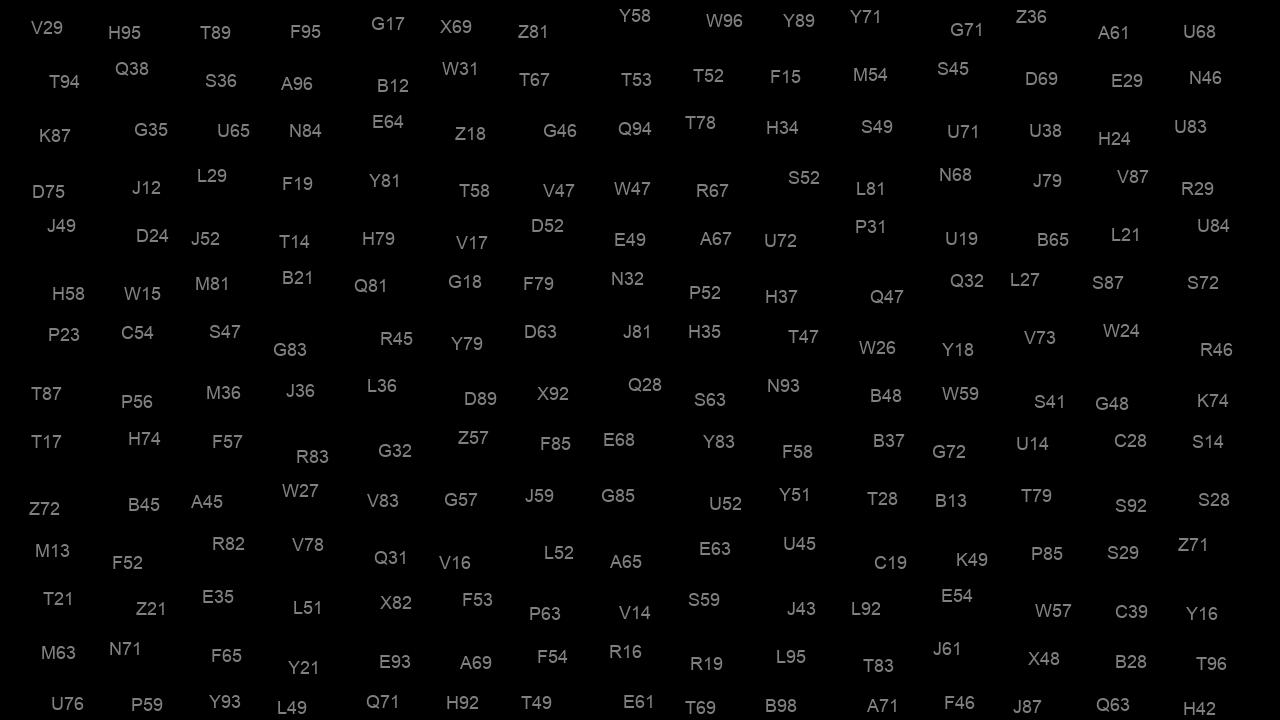 V29 H95 T89 F95 G17 X69 Z81 Y58 W96 Y89 Y71 G71 Z36 A61 U68
T94 Q38 S36 A96 B12 W31 T67 T53 T52 F15 M54 S45 D69 E29 N46
K87 G35 U65 N84 E64 Z18 G46 Q94 T78 H34 S49 U71 U38 H24 U83
D75 J12 L29 F19 Y81 T58 V47 W47 R67 S52 L81 N68 J79 V87 R29
J49 D24 J52 T14 H79 V17 D52 E49 A67 U72 P31 U19 B65 L21 U84
H58 W15 M81 B21 Q81 G18 F79 N32 P52 H37 Q47 Q32 L27 S87 S72
P23 C54 S47 G83 R45 Y79 D63 J81 H35 T47 W26 Y18 V73 W24 R46
T87 P56 M36 J36 L36 D89 X92 Q28 S63 N93 B48 W59 S41 G48 K74
T17 H74 F57 R83 G32 Z57 F85 E68 Y83 F58 B37 G72 U14 C28 S14
Z72 B45 A45 W27 V83 G57 J59 G85 U52 Y51 T28 B13 T79 S92 S28
M13 F52 R82 V78 Q31 V16 L52 A65 E63 U45 C19 K49 P85 S29 Z71
T21 Z21 E35 L51 X82 F53 P63 V14 S59 J43 L92 E54 W57 C39 Y16
M63 N71 F65 Y21 E93 A69 F54 R16 R19 L95 T83 J61 X48 B28 T96
U76 P59 Y93 L49 Q71 H92 T49 E61 T69 B98 A71 F46 J87 Q63 H42